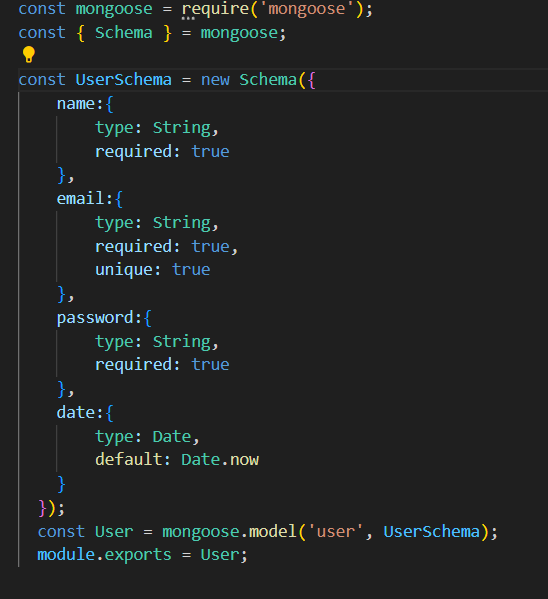 const mongoose = require('mongoose');
const { Schema } = mongoose;
const UserSchema = new Schema({
name:{
type: String,
required: true
},
email:{
type: String,
required: true,
unique: true
},
password:{
type: String,
required: true
},
date:{
type: Date,
default: Date.now
}
});
const User = mongoose.model('user', UserSchema);
module.exports = User;